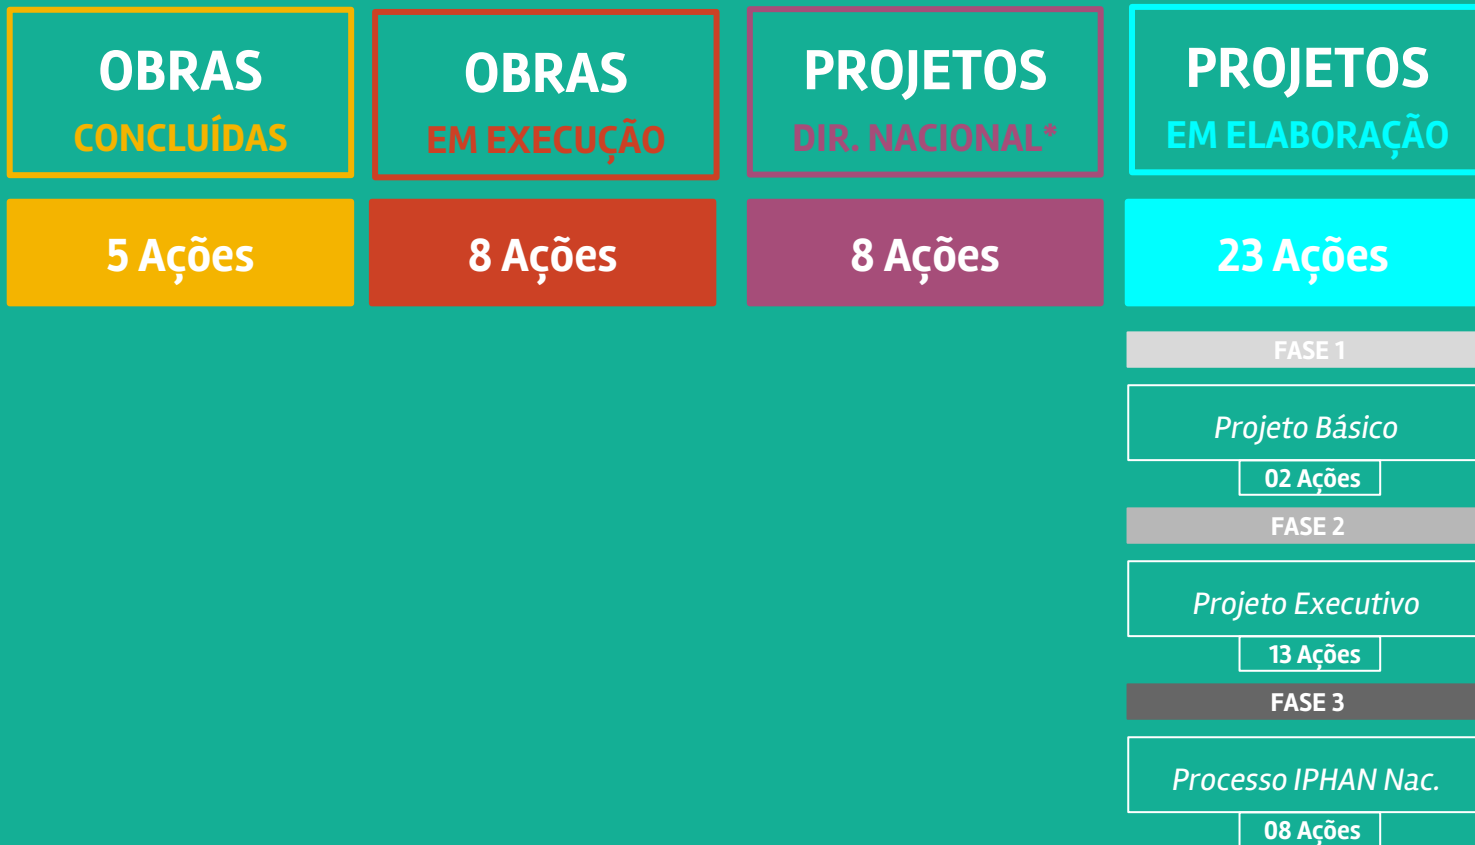 OBRAS
CONCLUÍDAS
5 Ações
OBRAS
EM EXECUÇÃO
8 Ações
PROJETOS
DIR. NACIONAL*
8 Ações
PROJETOS
EM ELABORAÇÃO
23 Ações
FASE 1
Projeto Básico
02 Ações
FASE 2
Projeto Executivo
13 Ações
FASE 3
Processo IPHAN Nac.
08 Ações